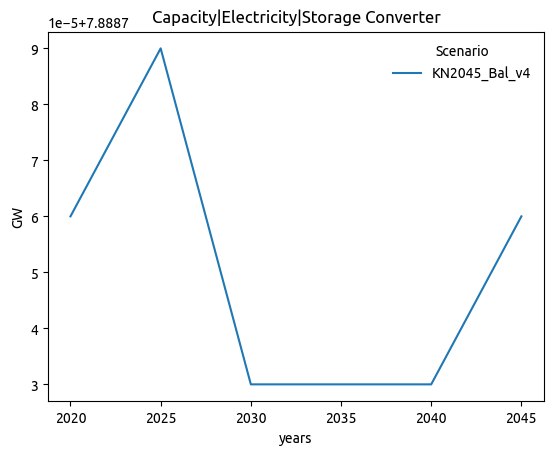 Capacity|Electricity|Storage Converter
1e-5+7.8887
Scenario
KN2045_Bal_v4
9
8
7
6
5
4
3
GW
2020 2025 2030 2035 2040 2045
years